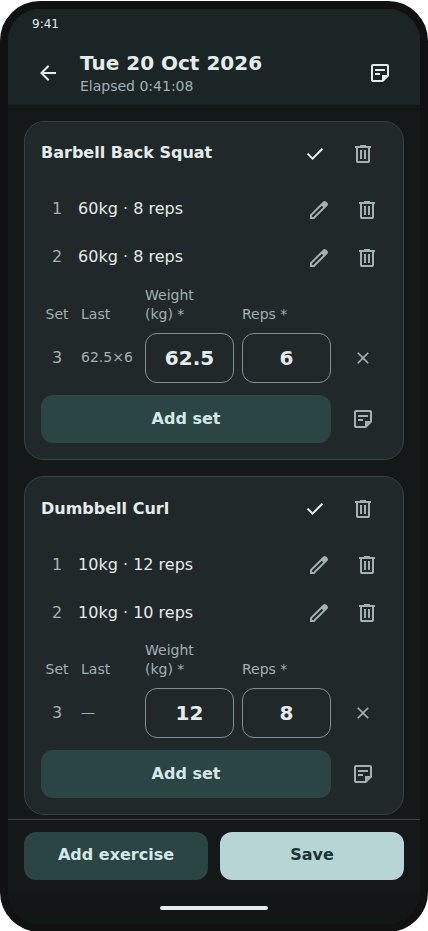 9:41
Tue 20 Oct 2026
Elapsed 0:41:08
Barbell Back Squat
1 60kg · 8 reps
2 60kg · 8 reps
Set Last Weight (kg) * Reps *
3 62.5×6 62.5 6
Add set
Dumbbell Curl
1 10kg · 12 reps
2 10kg · 10 reps
Set Last Weight (kg) * Reps *
3 — 12 8
Add set
Add exercise Save